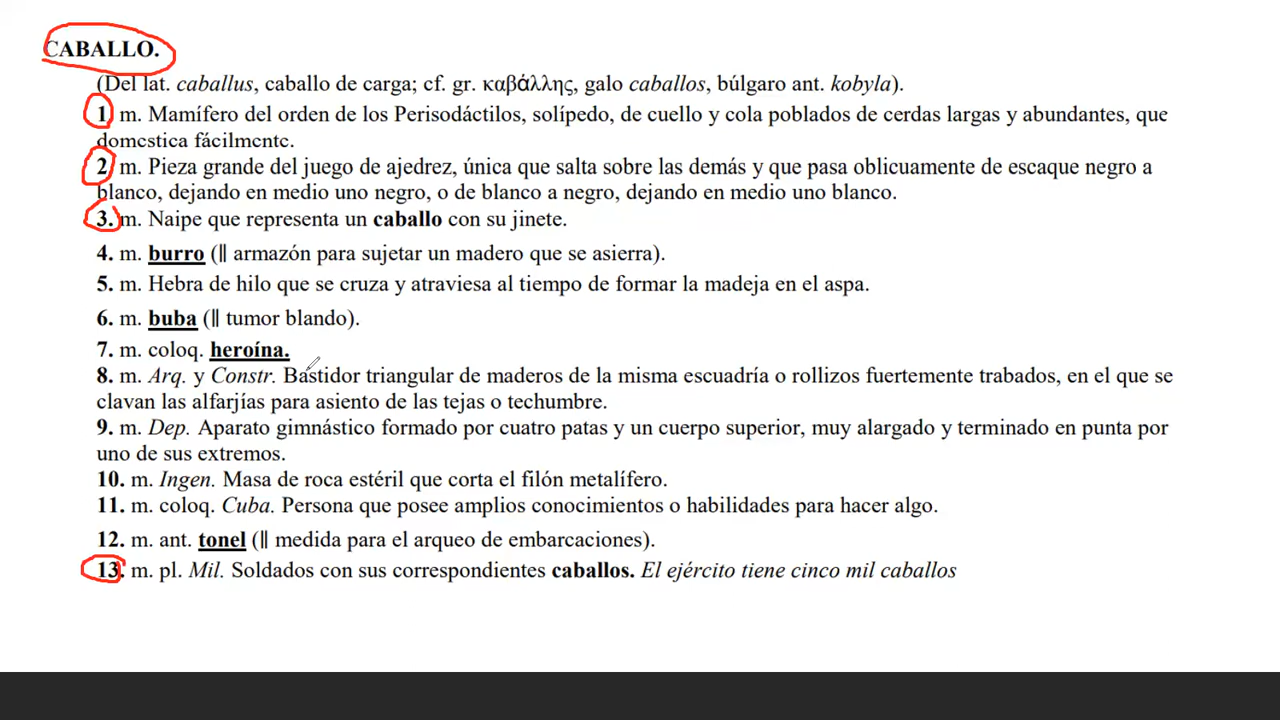 CABALLO.
(Del lat. caballus, caballo de carga; cf. gr. καβάλλης, galo caballos, búlgaro ant. kobyla).
1. m. Mamífero del orden de los Perisodáctilos, solípedo, de cuello y cola poblados de cerdas largas y abundantes, que
domestica fácilmente.
2. m. Pieza grande del juego de ajedrez, única que salta sobre las demás y que pasa oblicuamente de escaque negro a
blanco, dejando en medio uno negro, o de blanco a negro, dejando en medio uno blanco.
3. m. Naipe que representa un caballo con su jinete.
4. m. burro (ǁ armazón para sujetar un madero que se asierra).
5. m. Hebra de hilo que se cruza y atraviesa al tiempo de formar la madeja en el aspa.
6. m. buba (ǁ tumor blando).
7. m. coloq. heroína.
8. m. Arq. y Constr. Bastidor triangular de maderos de la misma escuadría o rollizos fuertemente trabados, en el que se
clavan las alfarjías para asiento de las tejas o techumbre.
9. m. Dep. Aparato gimnástico formado por cuatro patas y un cuerpo superior, muy alargado y terminado en punta por
uno de sus extremos.
10. m. Ingen. Masa de roca estéril que corta el filón metalífero.
11. m. coloq. Cuba. Persona que posee amplios conocimientos o habilidades para hacer algo.
12. m. ant. tonel (ǁ medida para el arqueo de embarcaciones).
13. m. pl. Mil. Soldados con sus correspondientes caballos. El ejército tiene cinco mil caballos